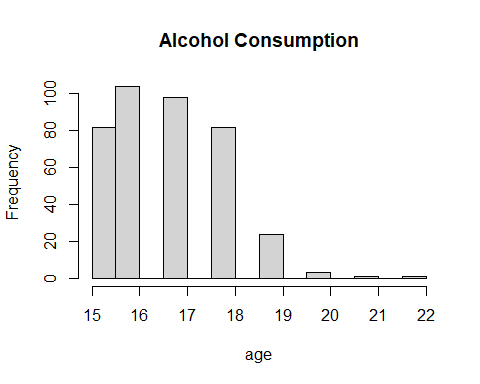 Alcohol Consumption
Frequency
0 20 40 60 80 100
15 16 17 18 19 20 21 22
age